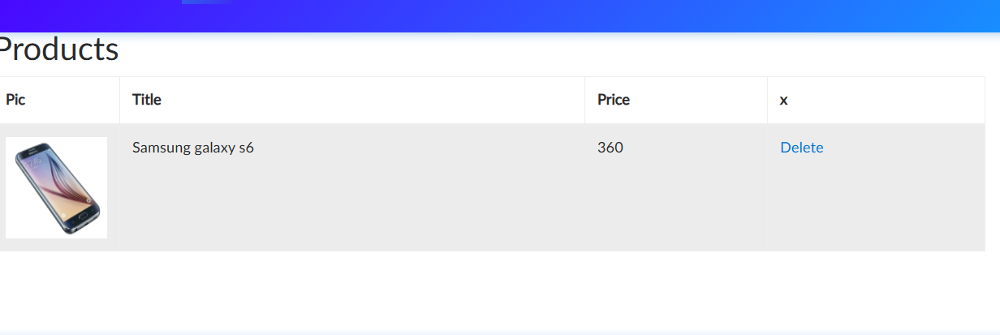 Products
Pic Title Price x
Samsung galaxy s6 360 Delete